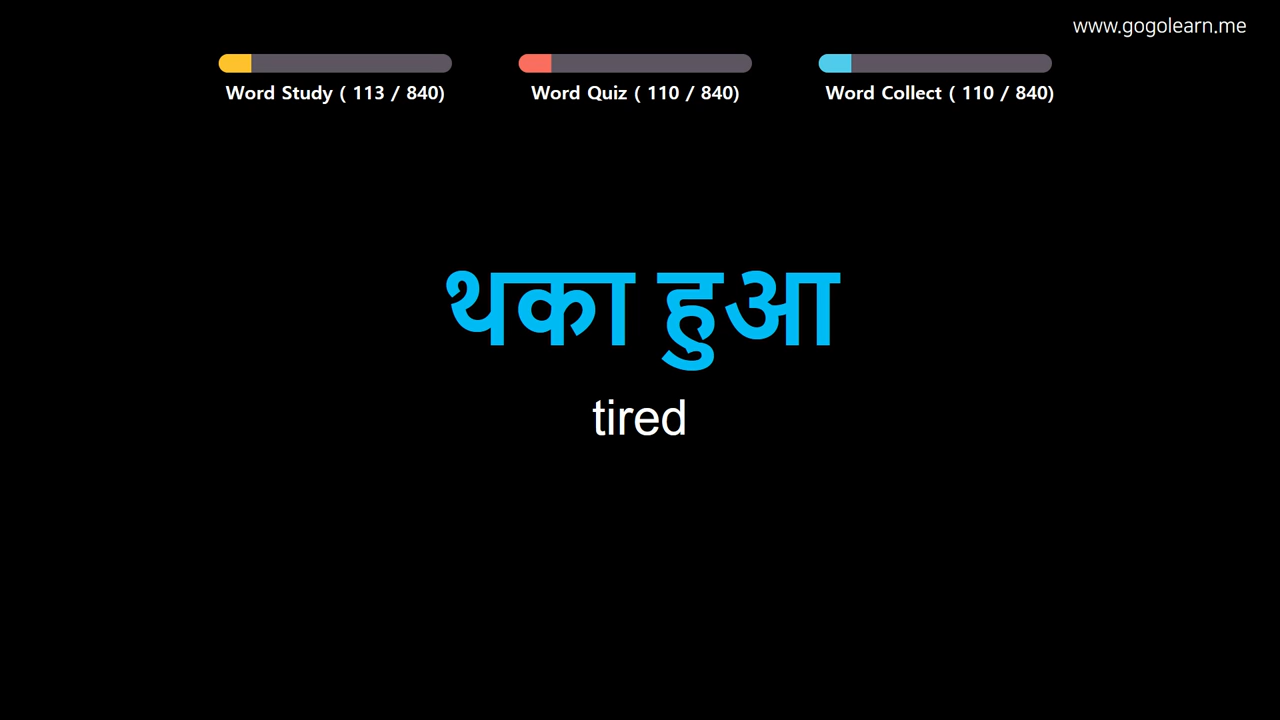 www.gogolearn.me
Word Study ( 113 / 840)
Word Quiz ( 110 / 840)
Word Collect ( 110 / 840)
थका हुआ
tired